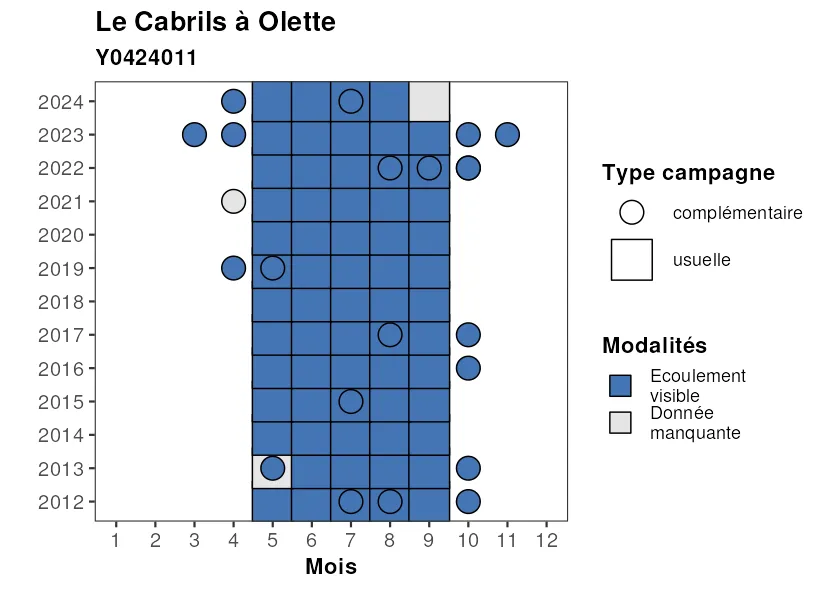 Le Cabrils à Olette
Y0424011
2024
2023
2022
2021
2020
2019
2018
2017
2016
2015
2014
2013
2012
1 2 3 4 5 6 7 8 9 10 11 12
Mois
Type campagne
complémentaire
usuelle
Modalités
Ecoulement
visible
Donnée
manquante